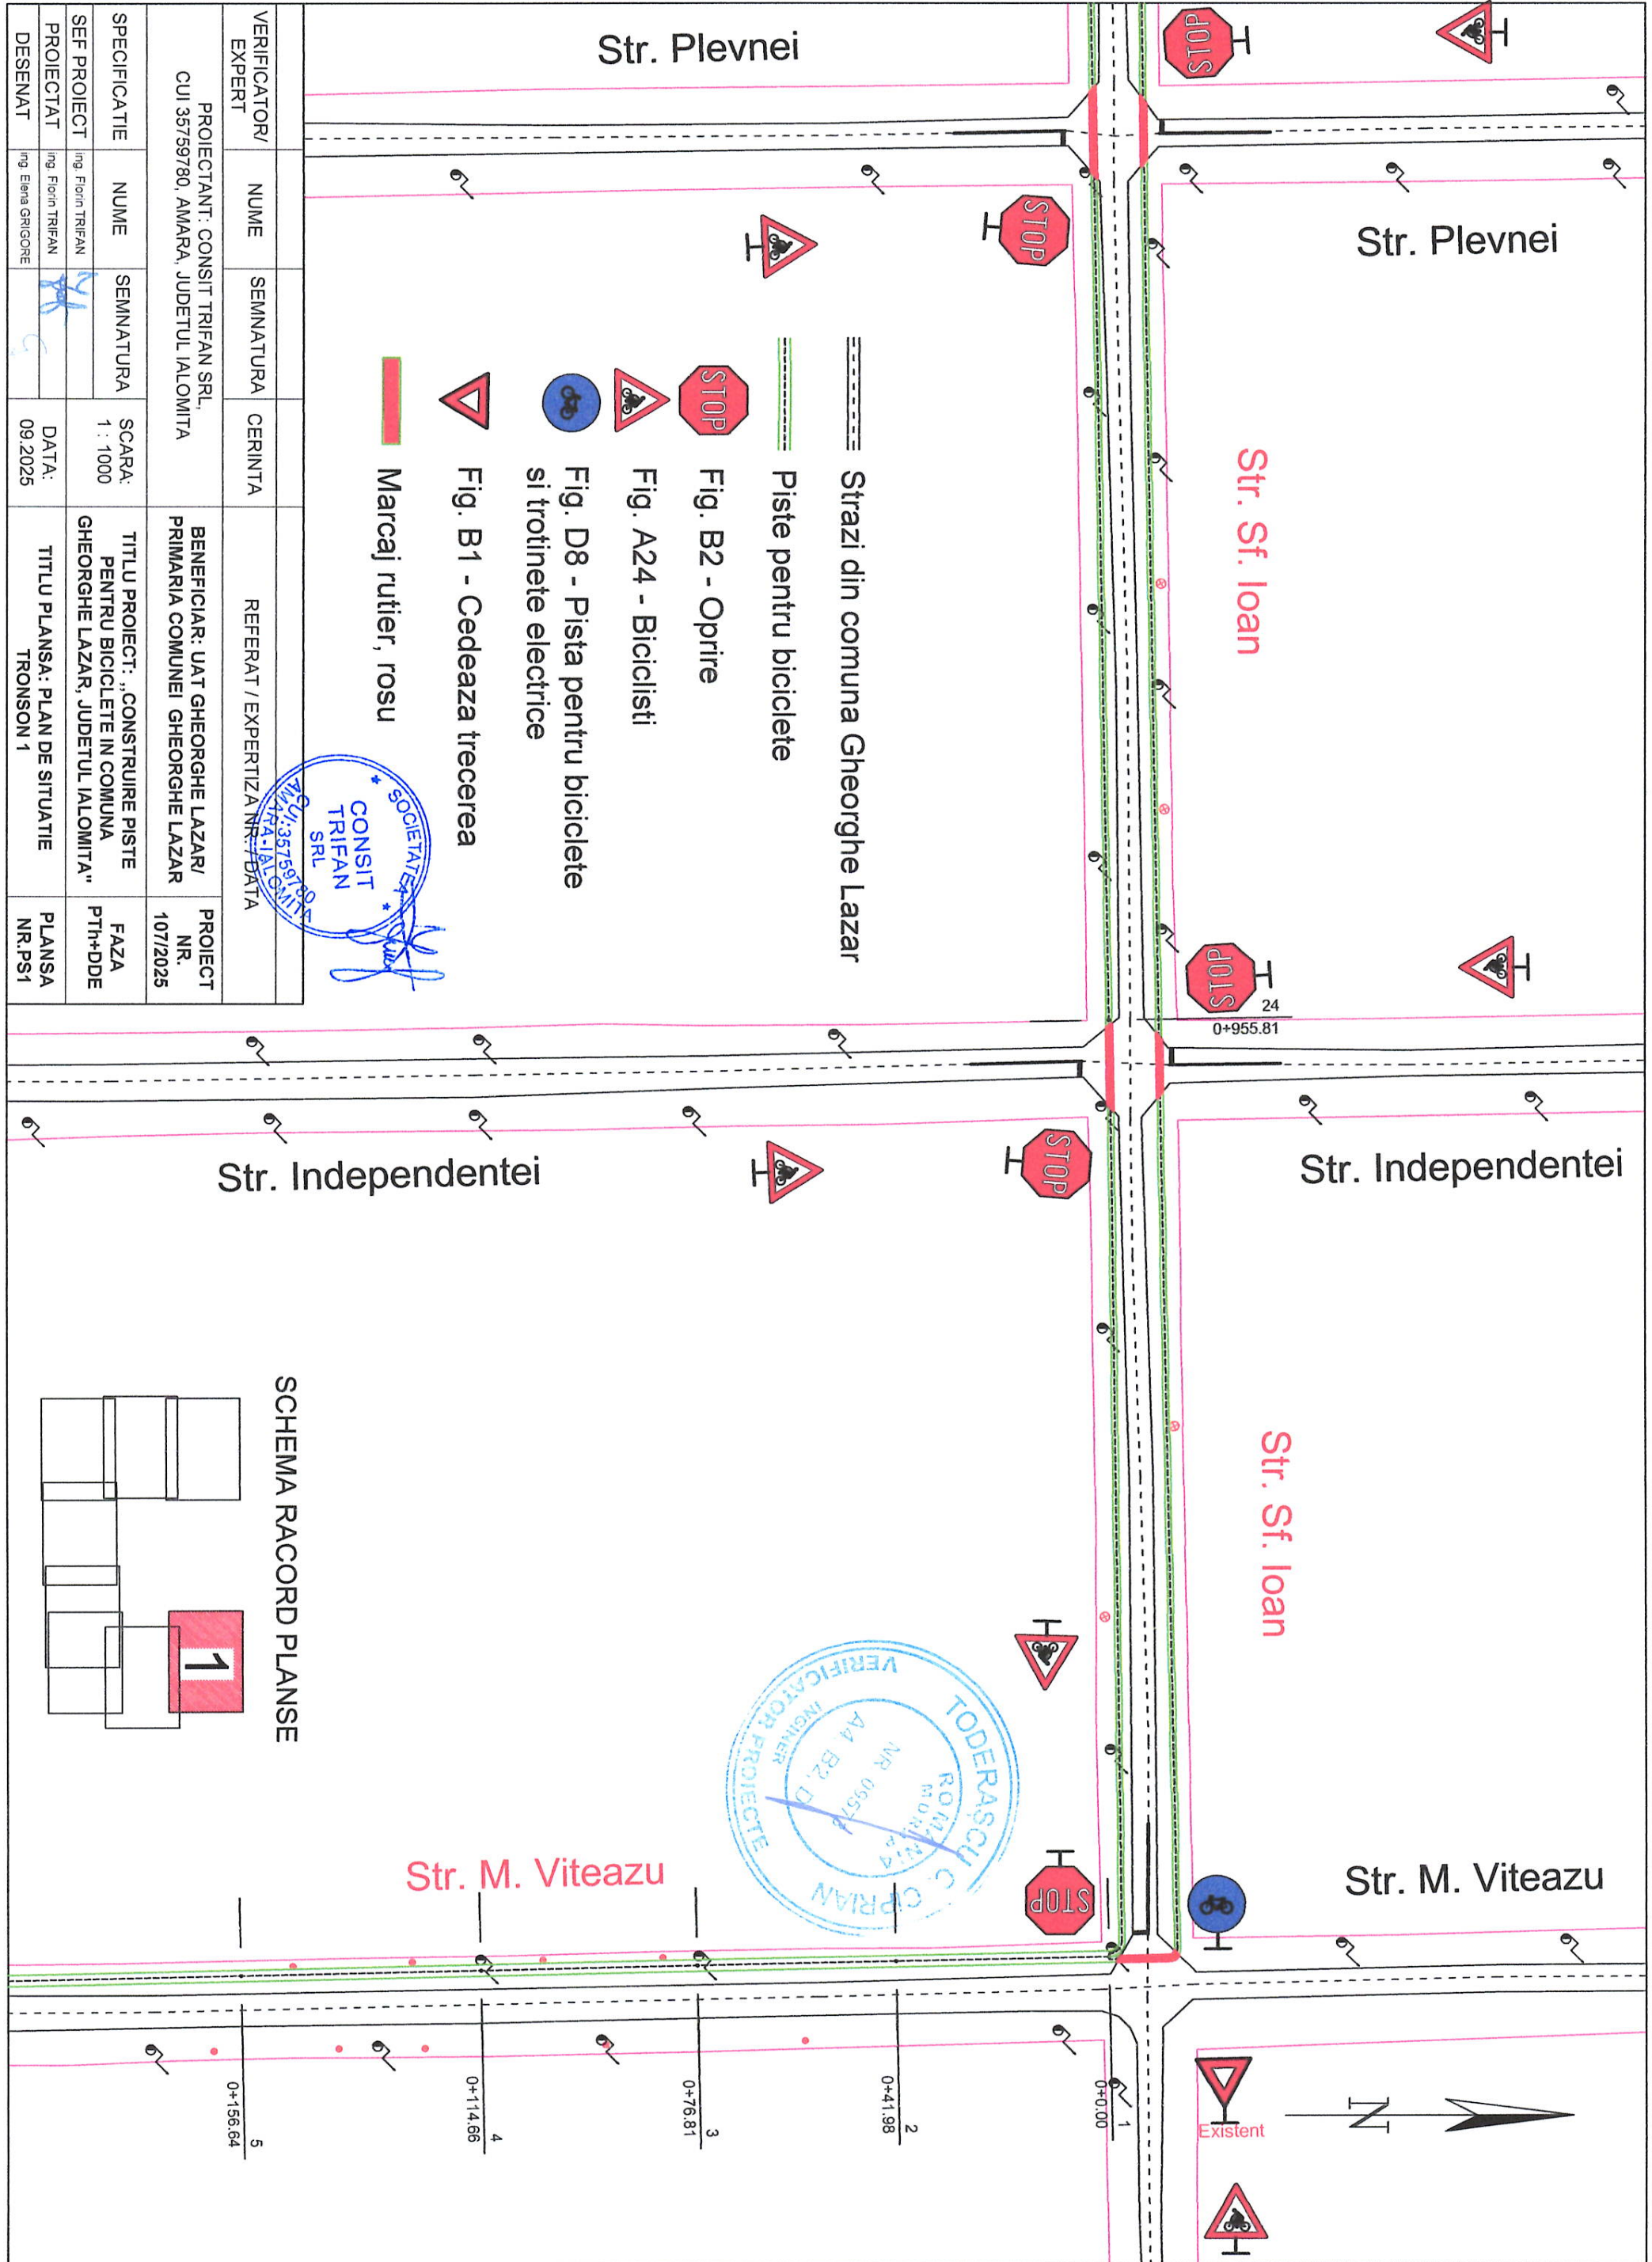 Str. Plevnei
Str. Plevnei
STOP
STOP
Str. Sf. Ioan
STOP
24
0+955.81
Strazi din comuna Gheorghe Lazar
Piste pentru biciclete
STOP
Fig. B2 - Oprire
Fig. A24 - Biciclisti
Fig. D8 - Pista pentru biciclete
si trotinete electrice
Fig. B1 - Cedeaza trecerea
Marcaj rutier, rosu
Str. Independentei
Str. Independentei
STOP
Str. Sf. Ioan
Str. M. Viteazu
Str. M. Viteazu
STOP
Existent
N
1
0+0.00
2
0+41.98
3
0+76.81
4
0+114.66
5
0+156.64
SCHEMA RACORD PLANSE
1
TODERAȘCU C. CIPRIAN
VERIFICATOR PROIECTE
ROMÂNIA
INGINER
A4, B2, D
SOCIETATEA
CONSIT
TRIFAN
SRL
CUI:35759780
AMARA-IALOMITA
VERIFICATOR/
EXPERT
NUME
SEMNATURA
CERINTA
REFERAT / EXPERTIZA NR. / DATA
PROIECTANT: CONSIT TRIFAN SRL,
CUI 35759780, AMARA, JUDETUL IALOMITA
BENEFICIAR: UAT GHEORGHE LAZAR/
PRIMARIA COMUNEI GHEORGHE LAZAR
PROIECT
NR.
107/2025
SPECIFICATIE
NUME
SEMNATURA
SCARA:
1 : 1000
TITLU PROIECT: ,,CONSTRUIRE PISTE
PENTRU BICICLETE IN COMUNA
GHEORGHE LAZAR, JUDETUL IALOMITA"
FAZA
PTh+DDE
SEF PROIECT
ing. Florin TRIFAN
PROIECTAT
ing. Florin TRIFAN
DATA:
09.2025
TITLU PLANSA: PLAN DE SITUATIE
TRONSON 1
PLANSA
NR.PS1
DESENAT
ing. Elena GRIGORE